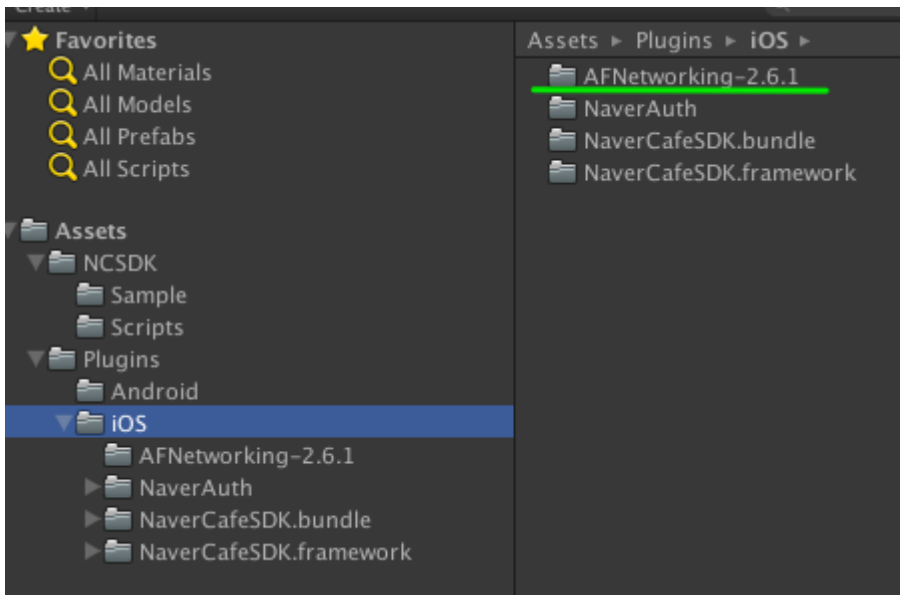 Create
Favorites
All Materials
All Models
All Prefabs
All Scripts
Assets
NCSDK
Sample
Scripts
Plugins
Android
iOS
AFNetworking-2.6.1
NaverAuth
NaverCafeSDK.bundle
NaverCafeSDK.framework
Assets ▸ Plugins ▸ iOS ▸
AFNetworking-2.6.1
NaverAuth
NaverCafeSDK.bundle
NaverCafeSDK.framework